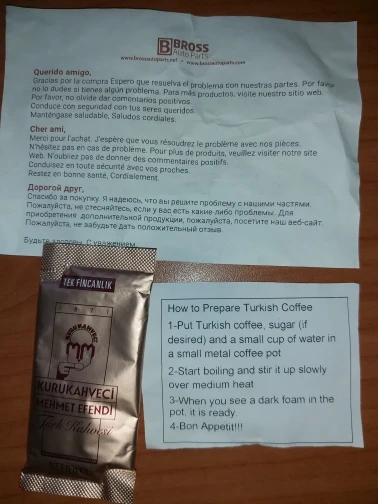 BROSS
Auto Parts
www.brossautoparts.net • www.brossautoparts.com
Querido amigo,
Gracias por la compra Espero que resuelva el problema con nuestras partes. Por favor
no lo dudes si tienes algún problema. Para más productos, visite nuestro sitio web.
Por favor, no olvide dar comentarios positivos.
Conduce con seguridad con tus seres queridos.
Manténgase saludable, Saludos cordiales.
Cher ami,
Merci pour l'achat. J'espère que vous résoudrez le problème avec nos pièces.
N'hésitez pas en cas de problème. Pour plus de produits, veuillez visiter notre site
Web. N'oubliez pas de donner des commentaires positifs.
Conduisez en toute sécurité avec vos proches.
Restez en bonne santé, Cordialement.
Дорогой друг,
Спасибо за покупку. Я надеюсь, что вы решите проблему с нашими частями.
Пожалуйста, не стесняйтесь, если у вас есть какие-либо проблемы. Для
приобретения дополнительной продукции, пожалуйста, посетите наш веб-сайт.
Пожалуйста, не забудьте дать положительный отзыв.
Будьте здоровы, С уважением
TEK FİNCANLIK
1871
KURUKAHVECİ
MM
KURUKAHVECİ
MEHMET EFENDİ
Türk Kahvesi
How to Prepare Turkish Coffee
1-Put Turkish coffee, sugar (if
desired) and a small cup of water in
a small metal coffee pot
2-Start boiling and stir it up slowly
over medium heat
3-When you see a dark foam in the
pot, it is ready.
4-Bon Appetit!!!